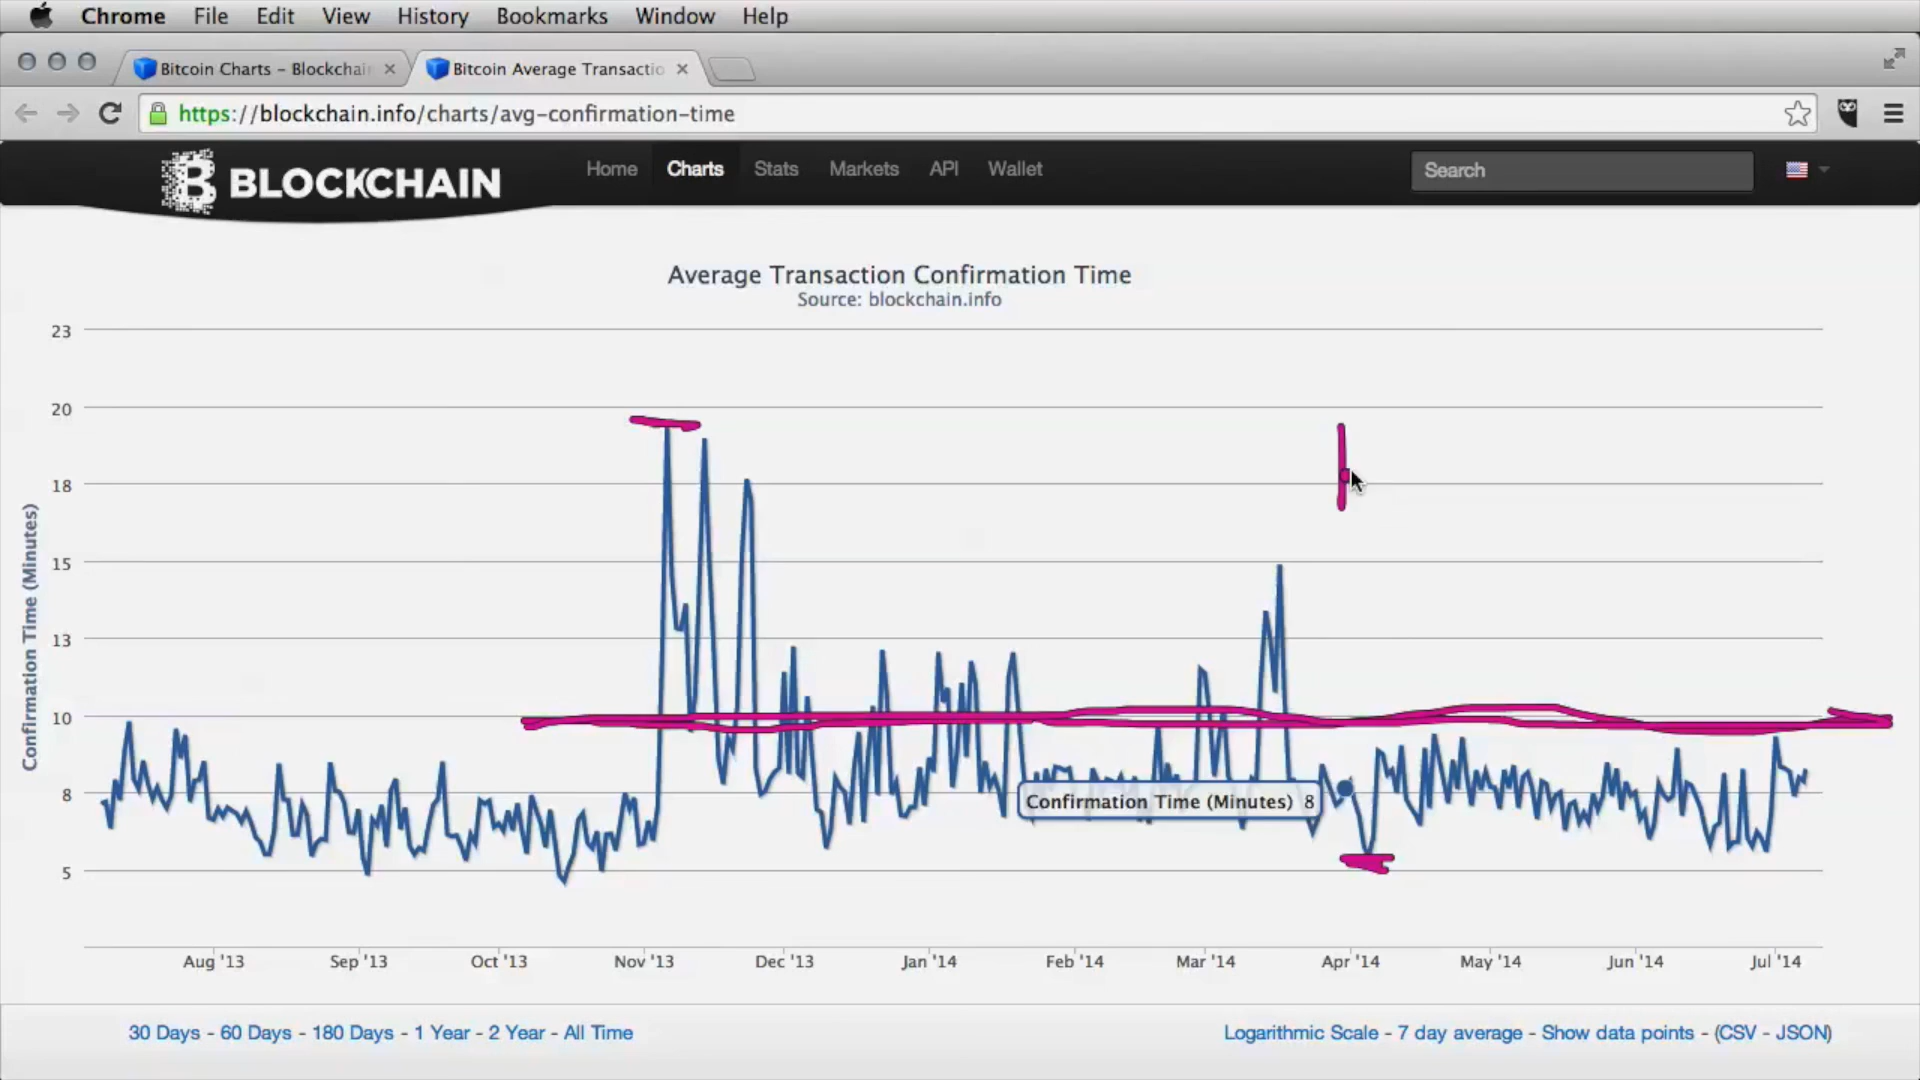 Chrome File Edit View History Bookmarks Window Help
Bitcoin Charts – Blockchai Bitcoin Average Transactio
https://blockchain.info/charts/avg-confirmation-time
BLOCKCHAIN Home Charts Stats Markets API Wallet Search
Average Transaction Confirmation Time
Source: blockchain.info
Confirmation Time (Minutes)
23
20
18
15
13
10
8
5
Confirmation Time (Minutes) 8
Aug '13 Sep '13 Oct '13 Nov '13 Dec '13 Jan '14 Feb '14 Mar '14 Apr '14 May '14 Jun '14 Jul '14
30 Days - 60 Days - 180 Days - 1 Year - 2 Year - All Time Logarithmic Scale - 7 day average - Show data points - (CSV - JSON)